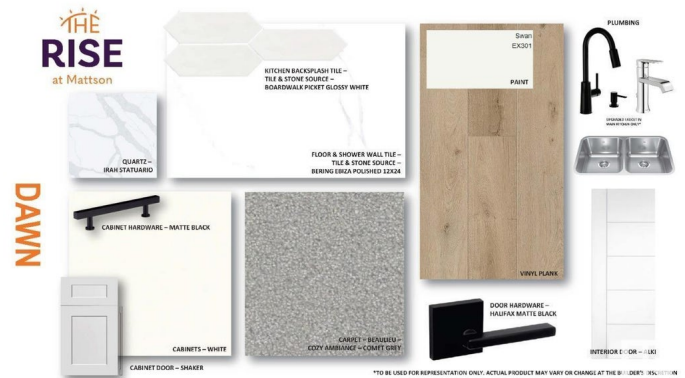 THE
RISE
at Mattson
DAWN
KITCHEN BACKSPLASH TILE –
TILE & STONE SOURCE –
BOARDWALK PICKET GLOSSY WHITE
QUARTZ –
IRAH STATUARIO
FLOOR & SHOWER WALL TILE –
TILE & STONE SOURCE –
BERING EBIZA POLISHED 12X24
Swan
EX301
PAINT
VINYL PLANK
PLUMBING
CABINET HARDWARE – MATTE BLACK
CABINETS – WHITE
CABINET DOOR – SHAKER
CARPET – BEAULIEU –
COZY AMBIANCE – COMET GREY
DOOR HARDWARE –
HALIFAX MATTE BLACK
INTERIOR DOOR – ALKI
*TO BE USED FOR REPRESENTATION ONLY. ACTUAL PRODUCT MAY VARY OR CHANGE AT THE BUILDER'S DISCRETION